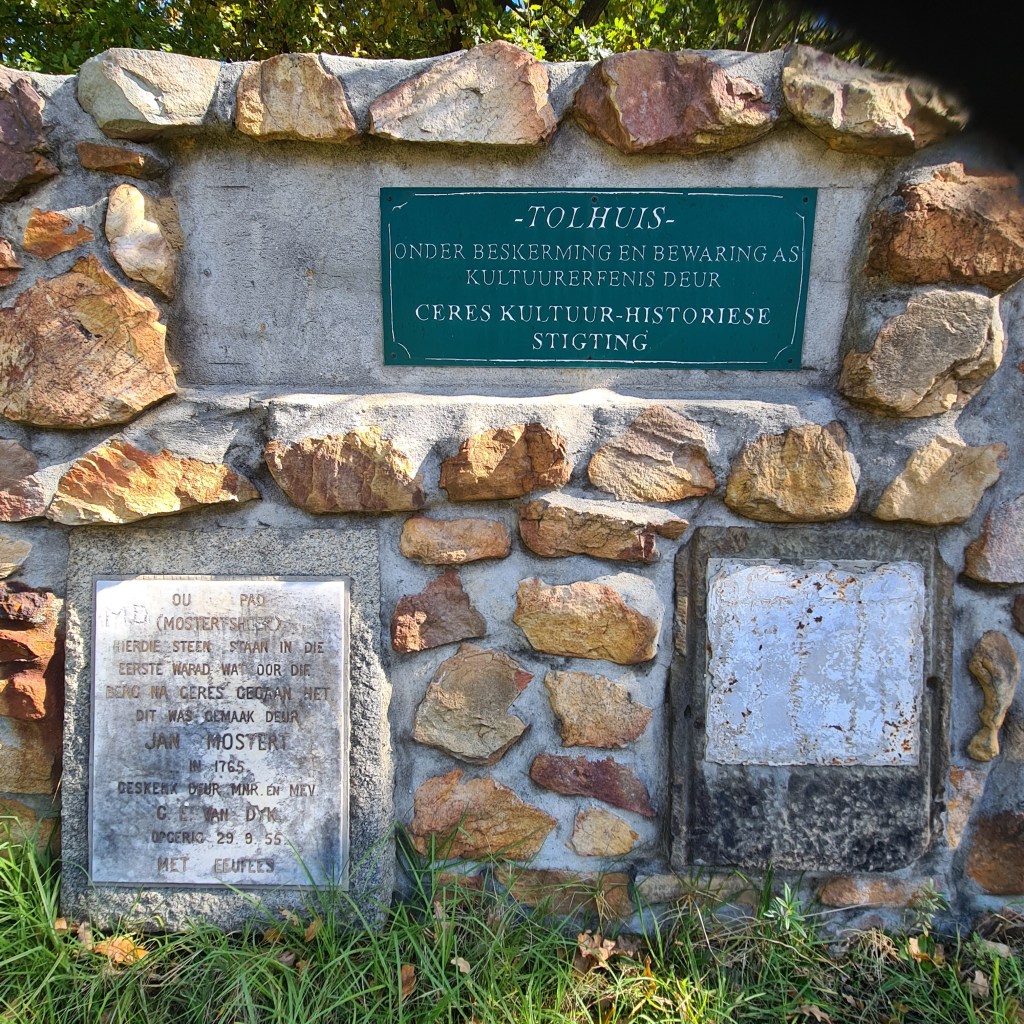 -TOLHUIS-
ONDER BESKERMING EN BEWARING AS
KULTUURERFENIS DEUR
CERES KULTUUR-HISTORIESE
STIGTING
OU PAD
M.D
(MOSTERTSHOEK)
HIERDIE STEEN STAAN IN DIE
EERSTE WAPAD WAT OOR DIE
BERG NA CERES GEGAAN HET
DIT WAS GEMAAK DEUR
JAN MOSTERT
IN 1765
GESKENK DEUR MNR. EN MEV
VAN DYK
OPGERIG 29.9.55
MET EEUFEES